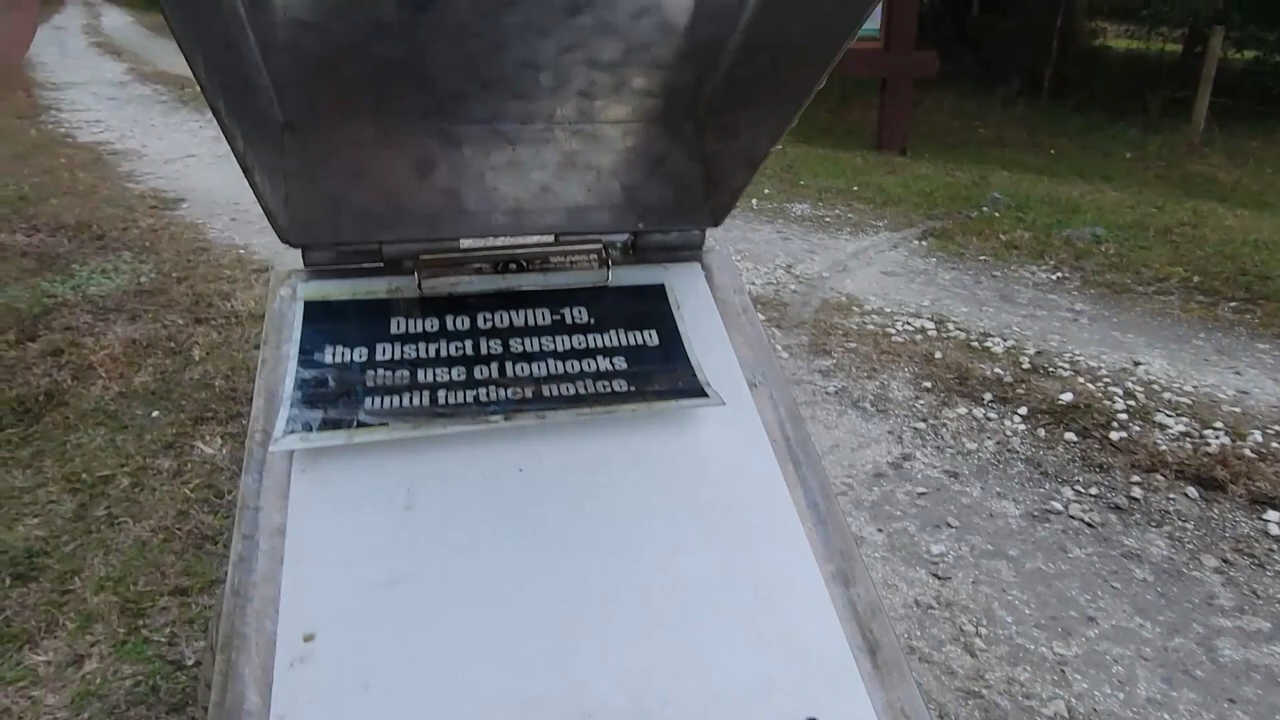 Due to COVID-19,
the District is suspending
the use of logbooks
until further notice.